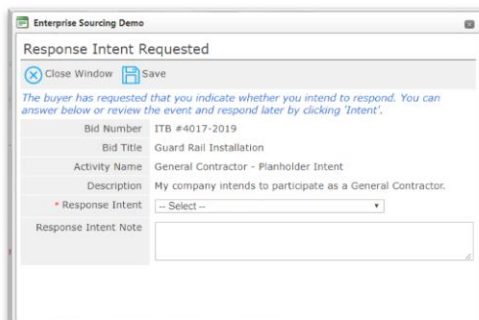 Enterprise Sourcing Demo
Response Intent Requested
Close Window Save
The buyer has requested that you indicate whether you intend to respond. You can
answer below or review the event and respond later by clicking 'Intent'.
Bid Number ITB #4017-2019
Bid Title Guard Rail Installation
Activity Name General Contractor - Planholder Intent
Description My company intends to participate as a General Contractor.
* Response Intent -- Select --
Response Intent Note